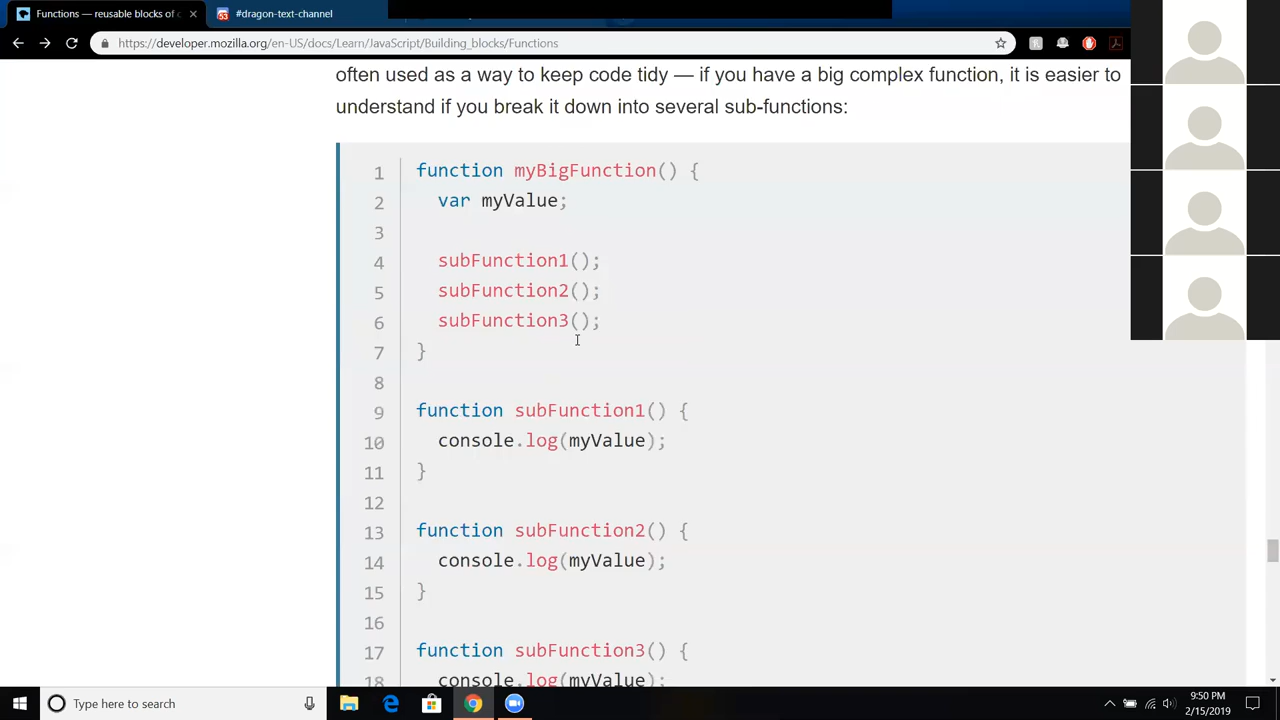 Functions — reusable blocks of c
#dragon-text-channel
https://developer.mozilla.org/en-US/docs/Learn/JavaScript/Building_blocks/Functions
often used as a way to keep code tidy — if you have a big complex function, it is easier to
understand if you break it down into several sub-functions:
1 function myBigFunction() {
2 var myValue;
3
4 subFunction1();
5 subFunction2();
6 subFunction3();
7 }
8
9 function subFunction1() {
10 console.log(myValue);
11 }
12
13 function subFunction2() {
14 console.log(myValue);
15 }
16
17 function subFunction3() {
18 console.log(myValue);
Type here to search
9:50 PM
2/15/2019